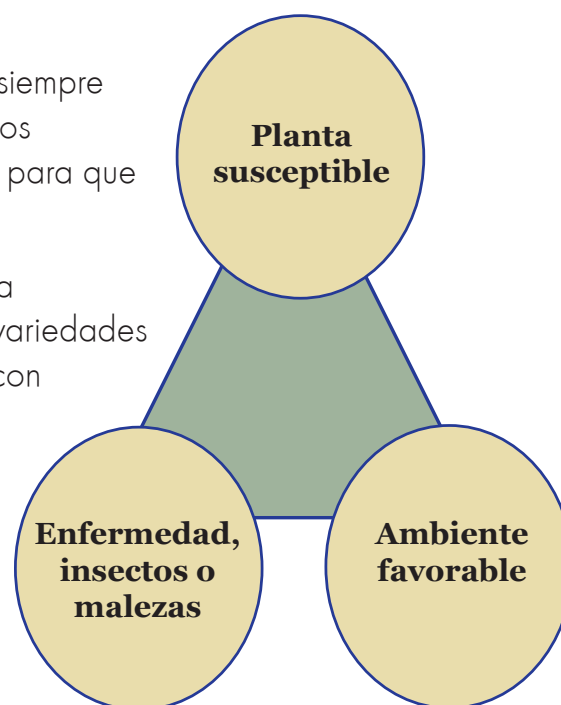 siempre
os
para que
a
variedades
con
Planta
susceptible
Enfermedad,
insectos o
malezas
Ambiente
favorable